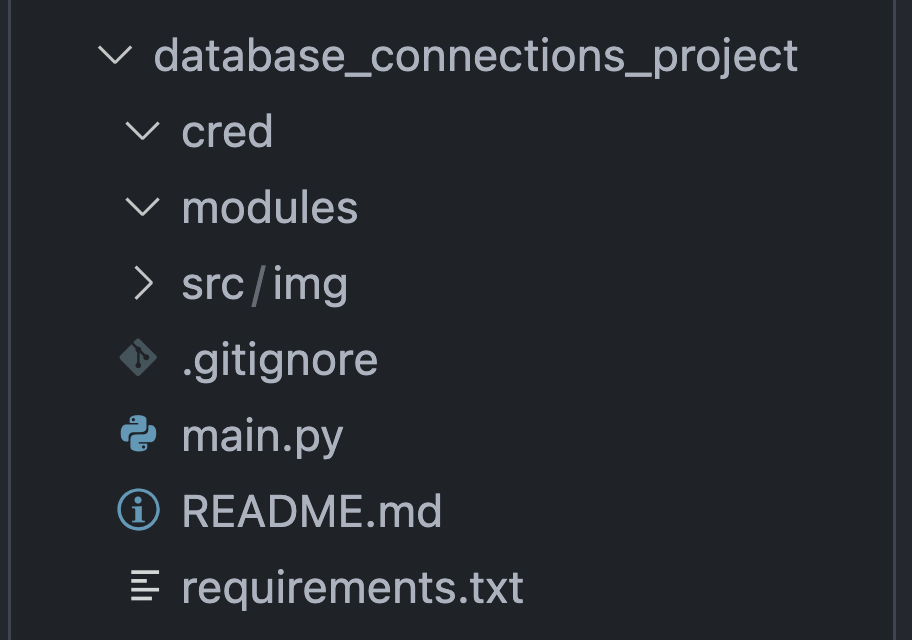 database_connections_project
cred
modules
src/img
.gitignore
main.py
README.md
requirements.txt